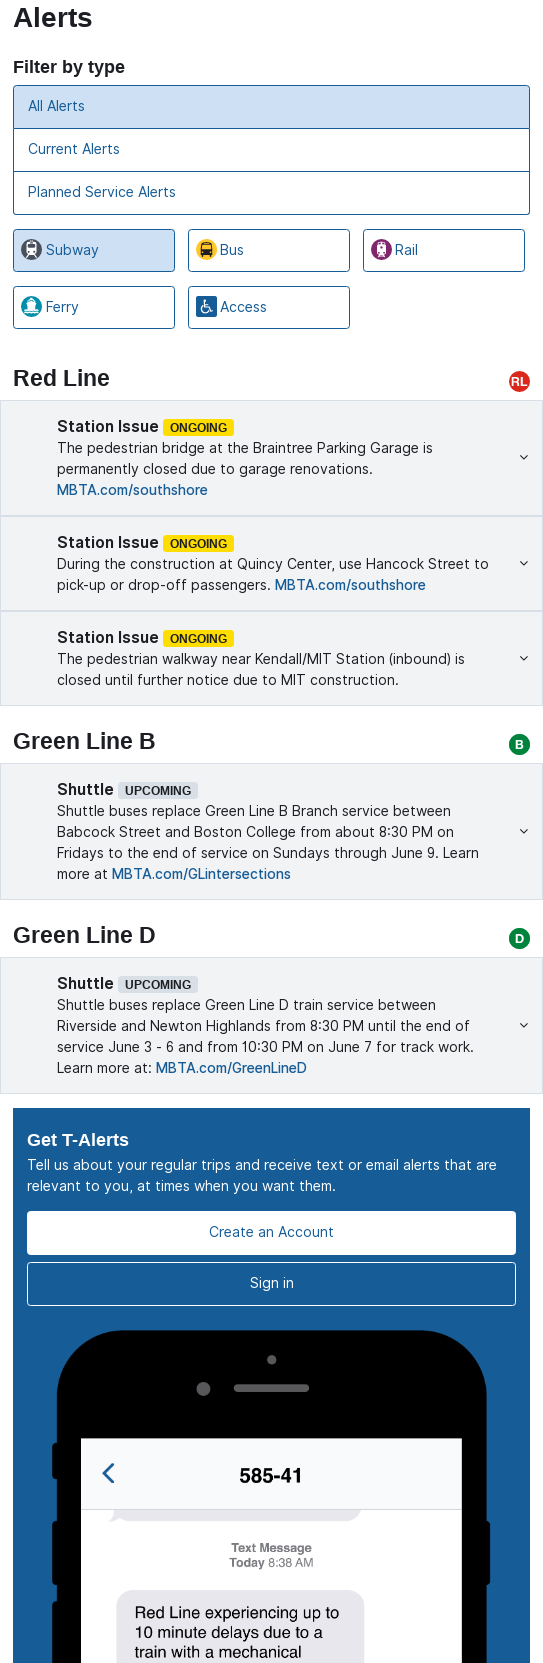 Alerts
Filter by type
All Alerts
Current Alerts
Planned Service Alerts
Subway
Bus
Rail
Ferry
Access
Red Line
RL
Station Issue ONGOING
The pedestrian bridge at the Braintree Parking Garage is
permanently closed due to garage renovations.
MBTA.com/southshore
Station Issue ONGOING
During the construction at Quincy Center, use Hancock Street to
pick-up or drop-off passengers. MBTA.com/southshore
Station Issue ONGOING
The pedestrian walkway near Kendall/MIT Station (inbound) is
closed until further notice due to MIT construction.
Green Line B
B
Shuttle UPCOMING
Shuttle buses replace Green Line B Branch service between
Babcock Street and Boston College from about 8:30 PM on
Fridays to the end of service on Sundays through June 9. Learn
more at MBTA.com/GLintersections
Green Line D
D
Shuttle UPCOMING
Shuttle buses replace Green Line D train service between
Riverside and Newton Highlands from 8:30 PM until the end of
service June 3 - 6 and from 10:30 PM on June 7 for track work.
Learn more at: MBTA.com/GreenLineD
Get T-Alerts
Tell us about your regular trips and receive text or email alerts that are
relevant to you, at times when you want them.
Create an Account
Sign in
585-41
Text Message
Today 8:38 AM
Red Line experiencing up to
10 minute delays due to a
train with a mechanical